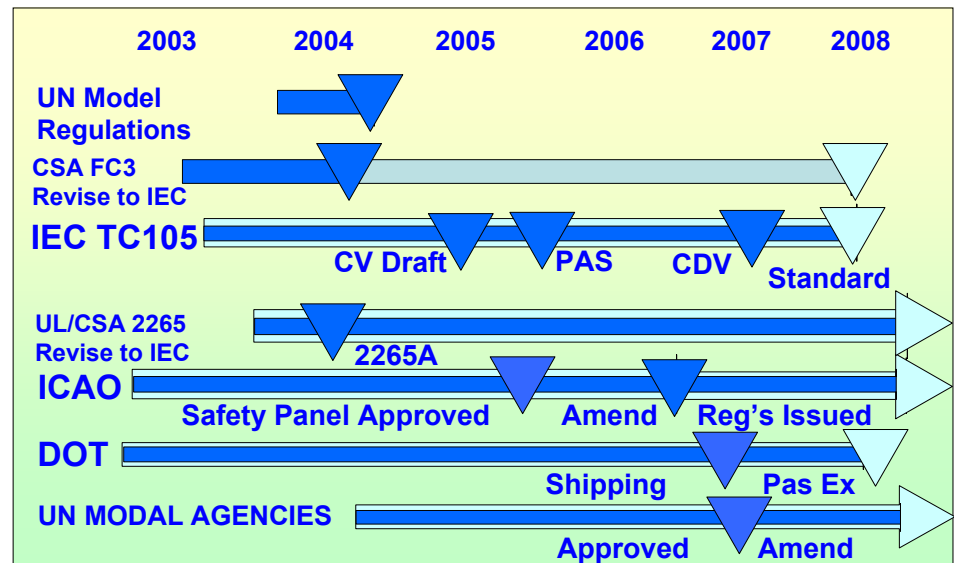 2003 2004 2005 2006 2007 2008
UN Model
Regulations
CSA FC3
Revise to IEC
IEC TC105
CV Draft PAS CDV Standard
UL/CSA 2265
Revise to IEC
2265A
ICAO
Safety Panel Approved Amend Reg's Issued
DOT
Shipping Pas Ex
UN MODAL AGENCIES
Approved Amend